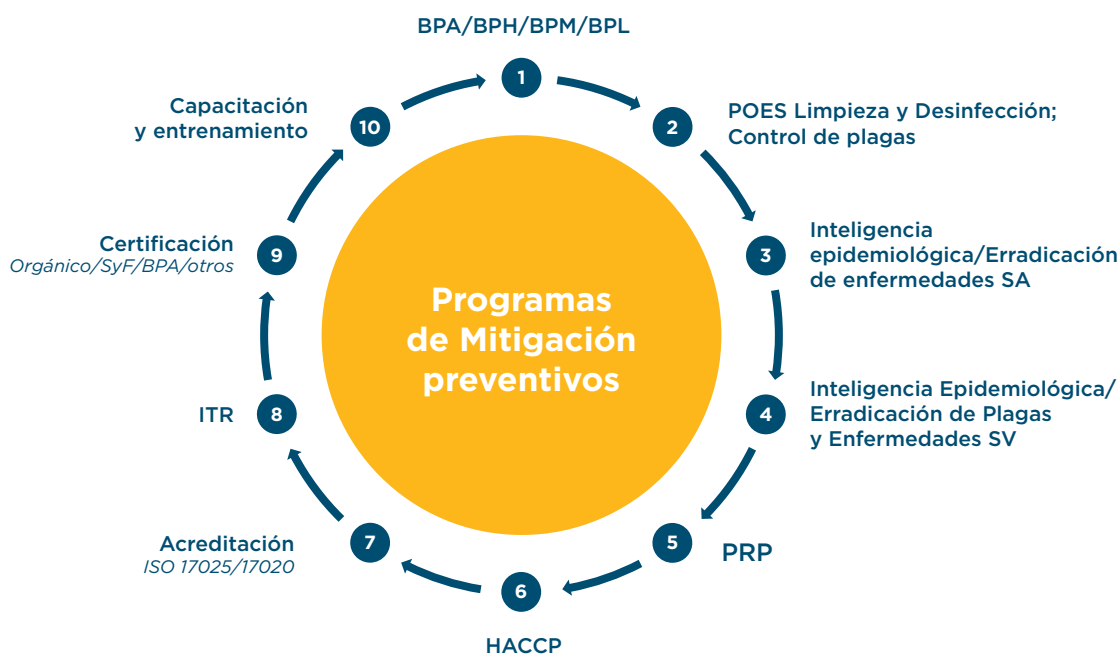 BPA/BPH/BPM/BPL
1
2
POES Limpieza y Desinfección;
Control de plagas
3
Inteligencia
epidemiológica/Erradicación
de enfermedades SA
4
Inteligencia Epidemiológica/
Erradicación de Plagas
y Enfermedades SV
5
PRP
6
HACCP
7
Acreditación
ISO 17025/17020
8
ITR
9
Certificación
Orgánico/SyF/BPA/otros
10
Capacitación
y entrenamiento
Programas
de Mitigación
preventivos